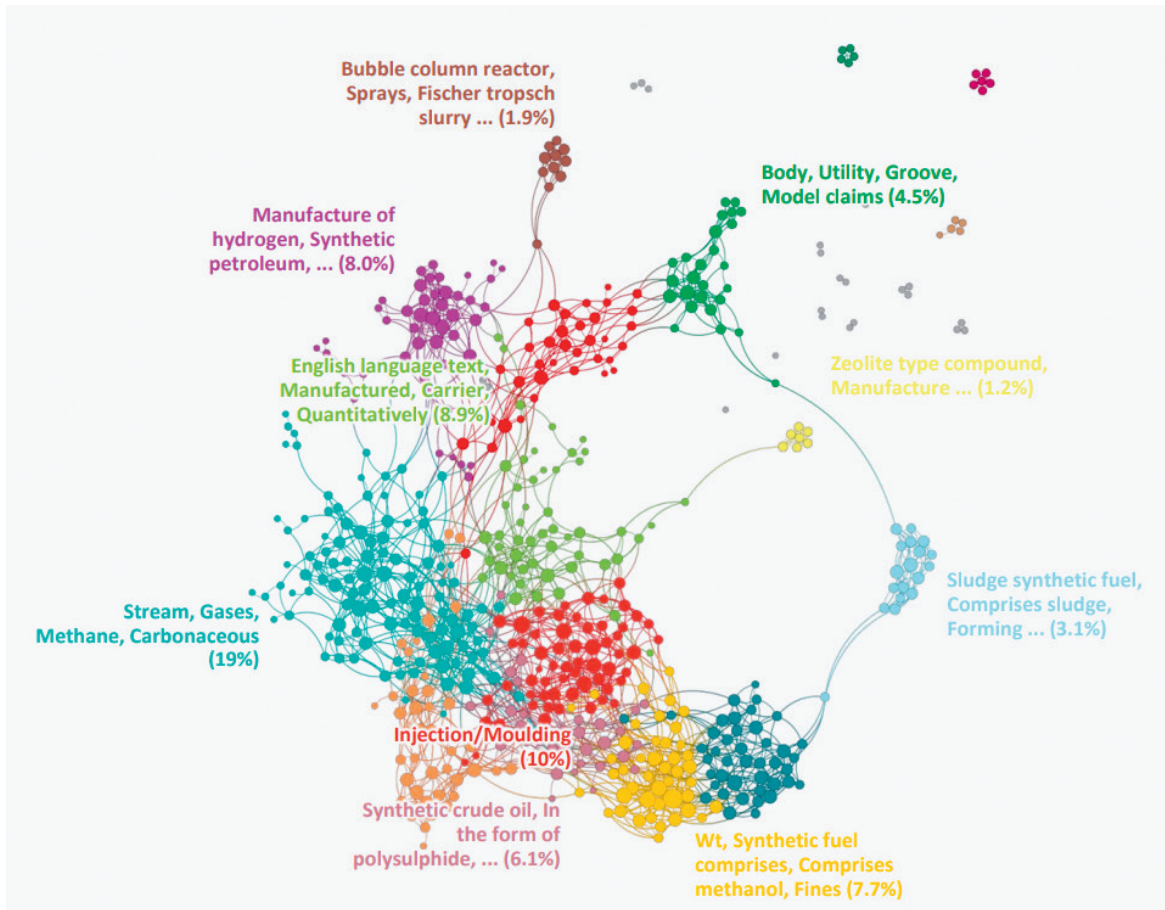 Bubble column reactor,
Sprays, Fischer tropsch
slurry ... (1.9%)
Body, Utility, Groove,
Model claims (4.5%)
Manufacture of
hydrogen, Synthetic
petroleum, ... (8.0%)
English language text,
Manufactured, Carrier,
Quantitatively (8.9%)
Zeolite type compound,
Manufacture ... (1.2%)
Stream, Gases,
Methane, Carbonaceous
(19%)
Sludge synthetic fuel,
Comprises sludge,
Forming ... (3.1%)
Injection/Moulding
(10%)
Synthetic crude oil, In
the form of
polysulphide, ... (6.1%)
Wt, Synthetic fuel
comprises, Comprises
methanol, Fines (7.7%)